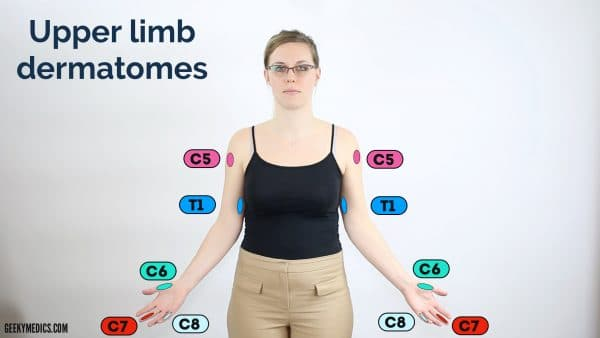 Upper limb
dermatomes
C5 C5
T1 T1
C6 C6
C7 C8 C8 C7
GEEKYMEDICS.COM